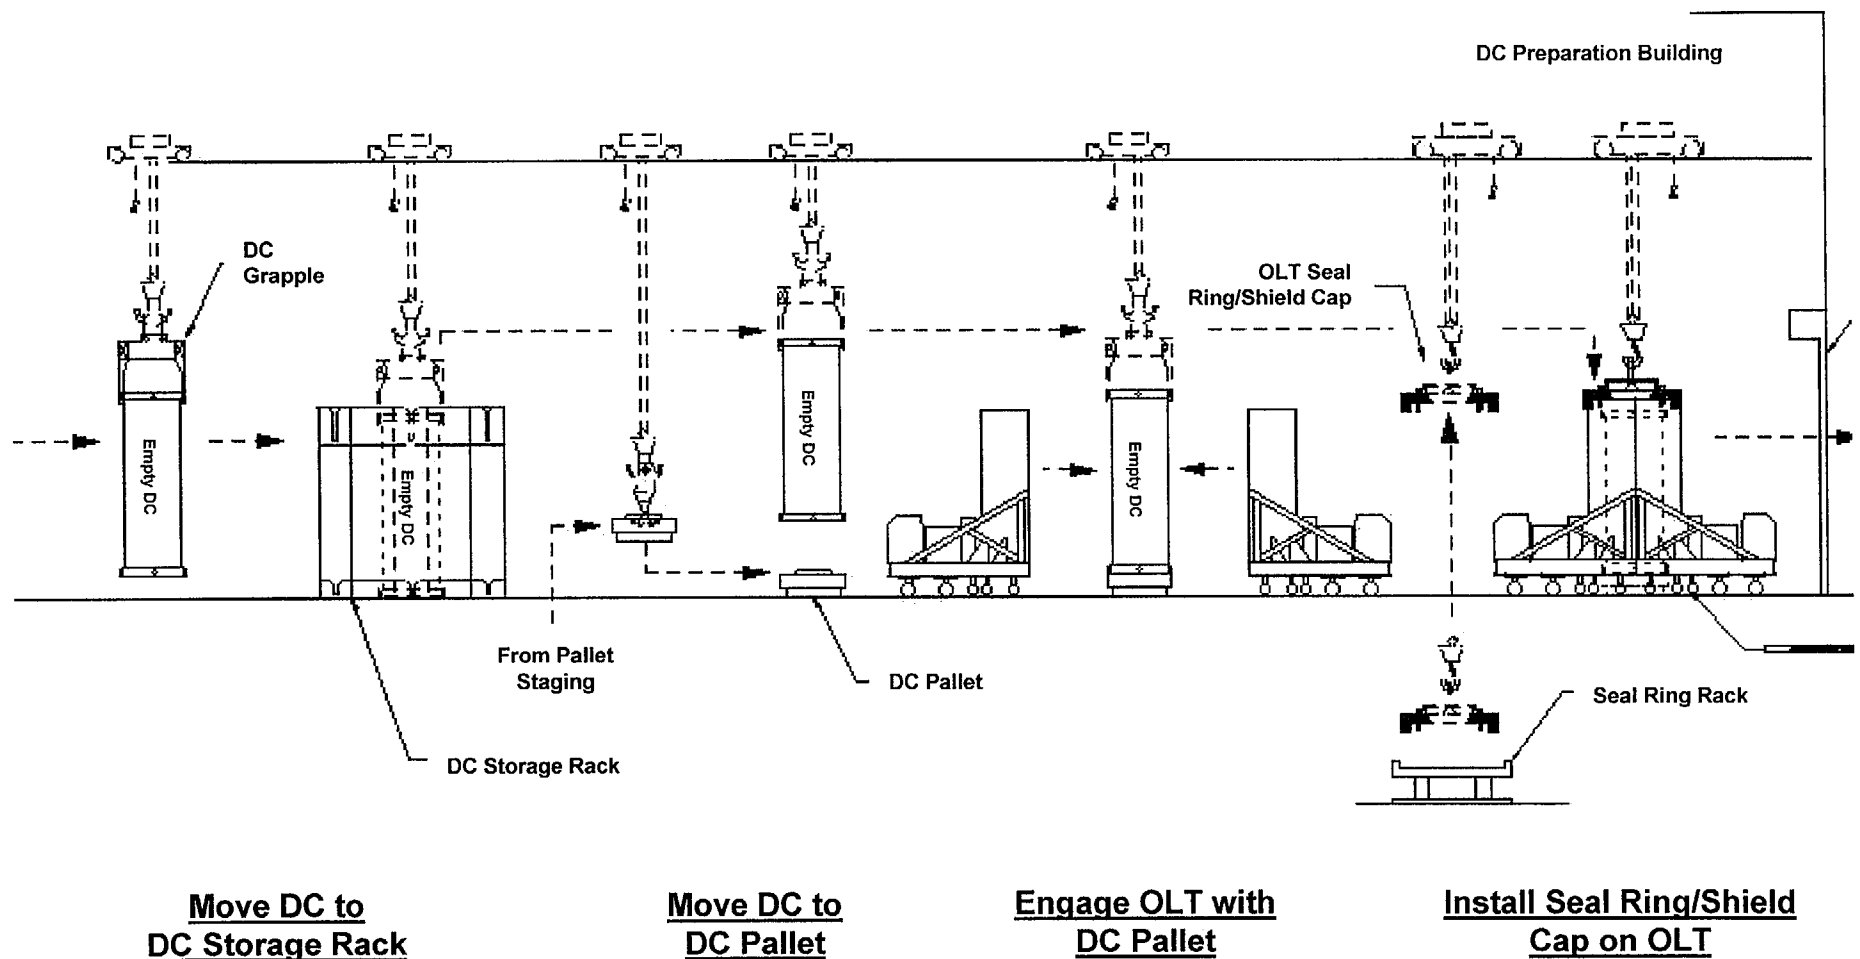 DC Preparation Building
DC
Grapple
OLT Seal
Ring/Shield Cap
Empty DC
Empty DC
Empty DC
Empty DC
From Pallet
Staging
DC Pallet
Seal Ring Rack
DC Storage Rack
Move DC to
DC Storage Rack
Move DC to
DC Pallet
Engage OLT with
DC Pallet
Install Seal Ring/Shield
Cap on OLT